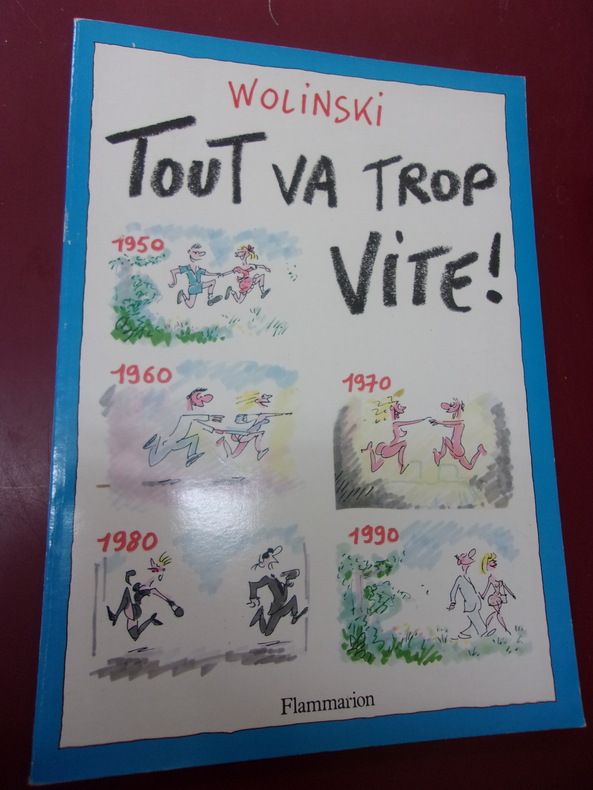 WOLiNSKi
TOUT VA TROP
ViTE!
1950
1960
1970
1980
1990
Flammarion